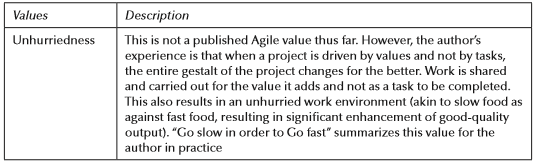 Values Description
Unhurriedness This is not a published Agile value thus far. However, the author's
experience is that when a project is driven by values and not by tasks,
the entire gestalt of the project changes for the better. Work is shared
and carried out for the value it adds and not as a task to be completed.
This also results in an unhurried work environment (akin to slow food as
against fast food, resulting in significant enhancement of good-quality
output). “Go slow in order to Go fast” summarizes this value for the
author in practice